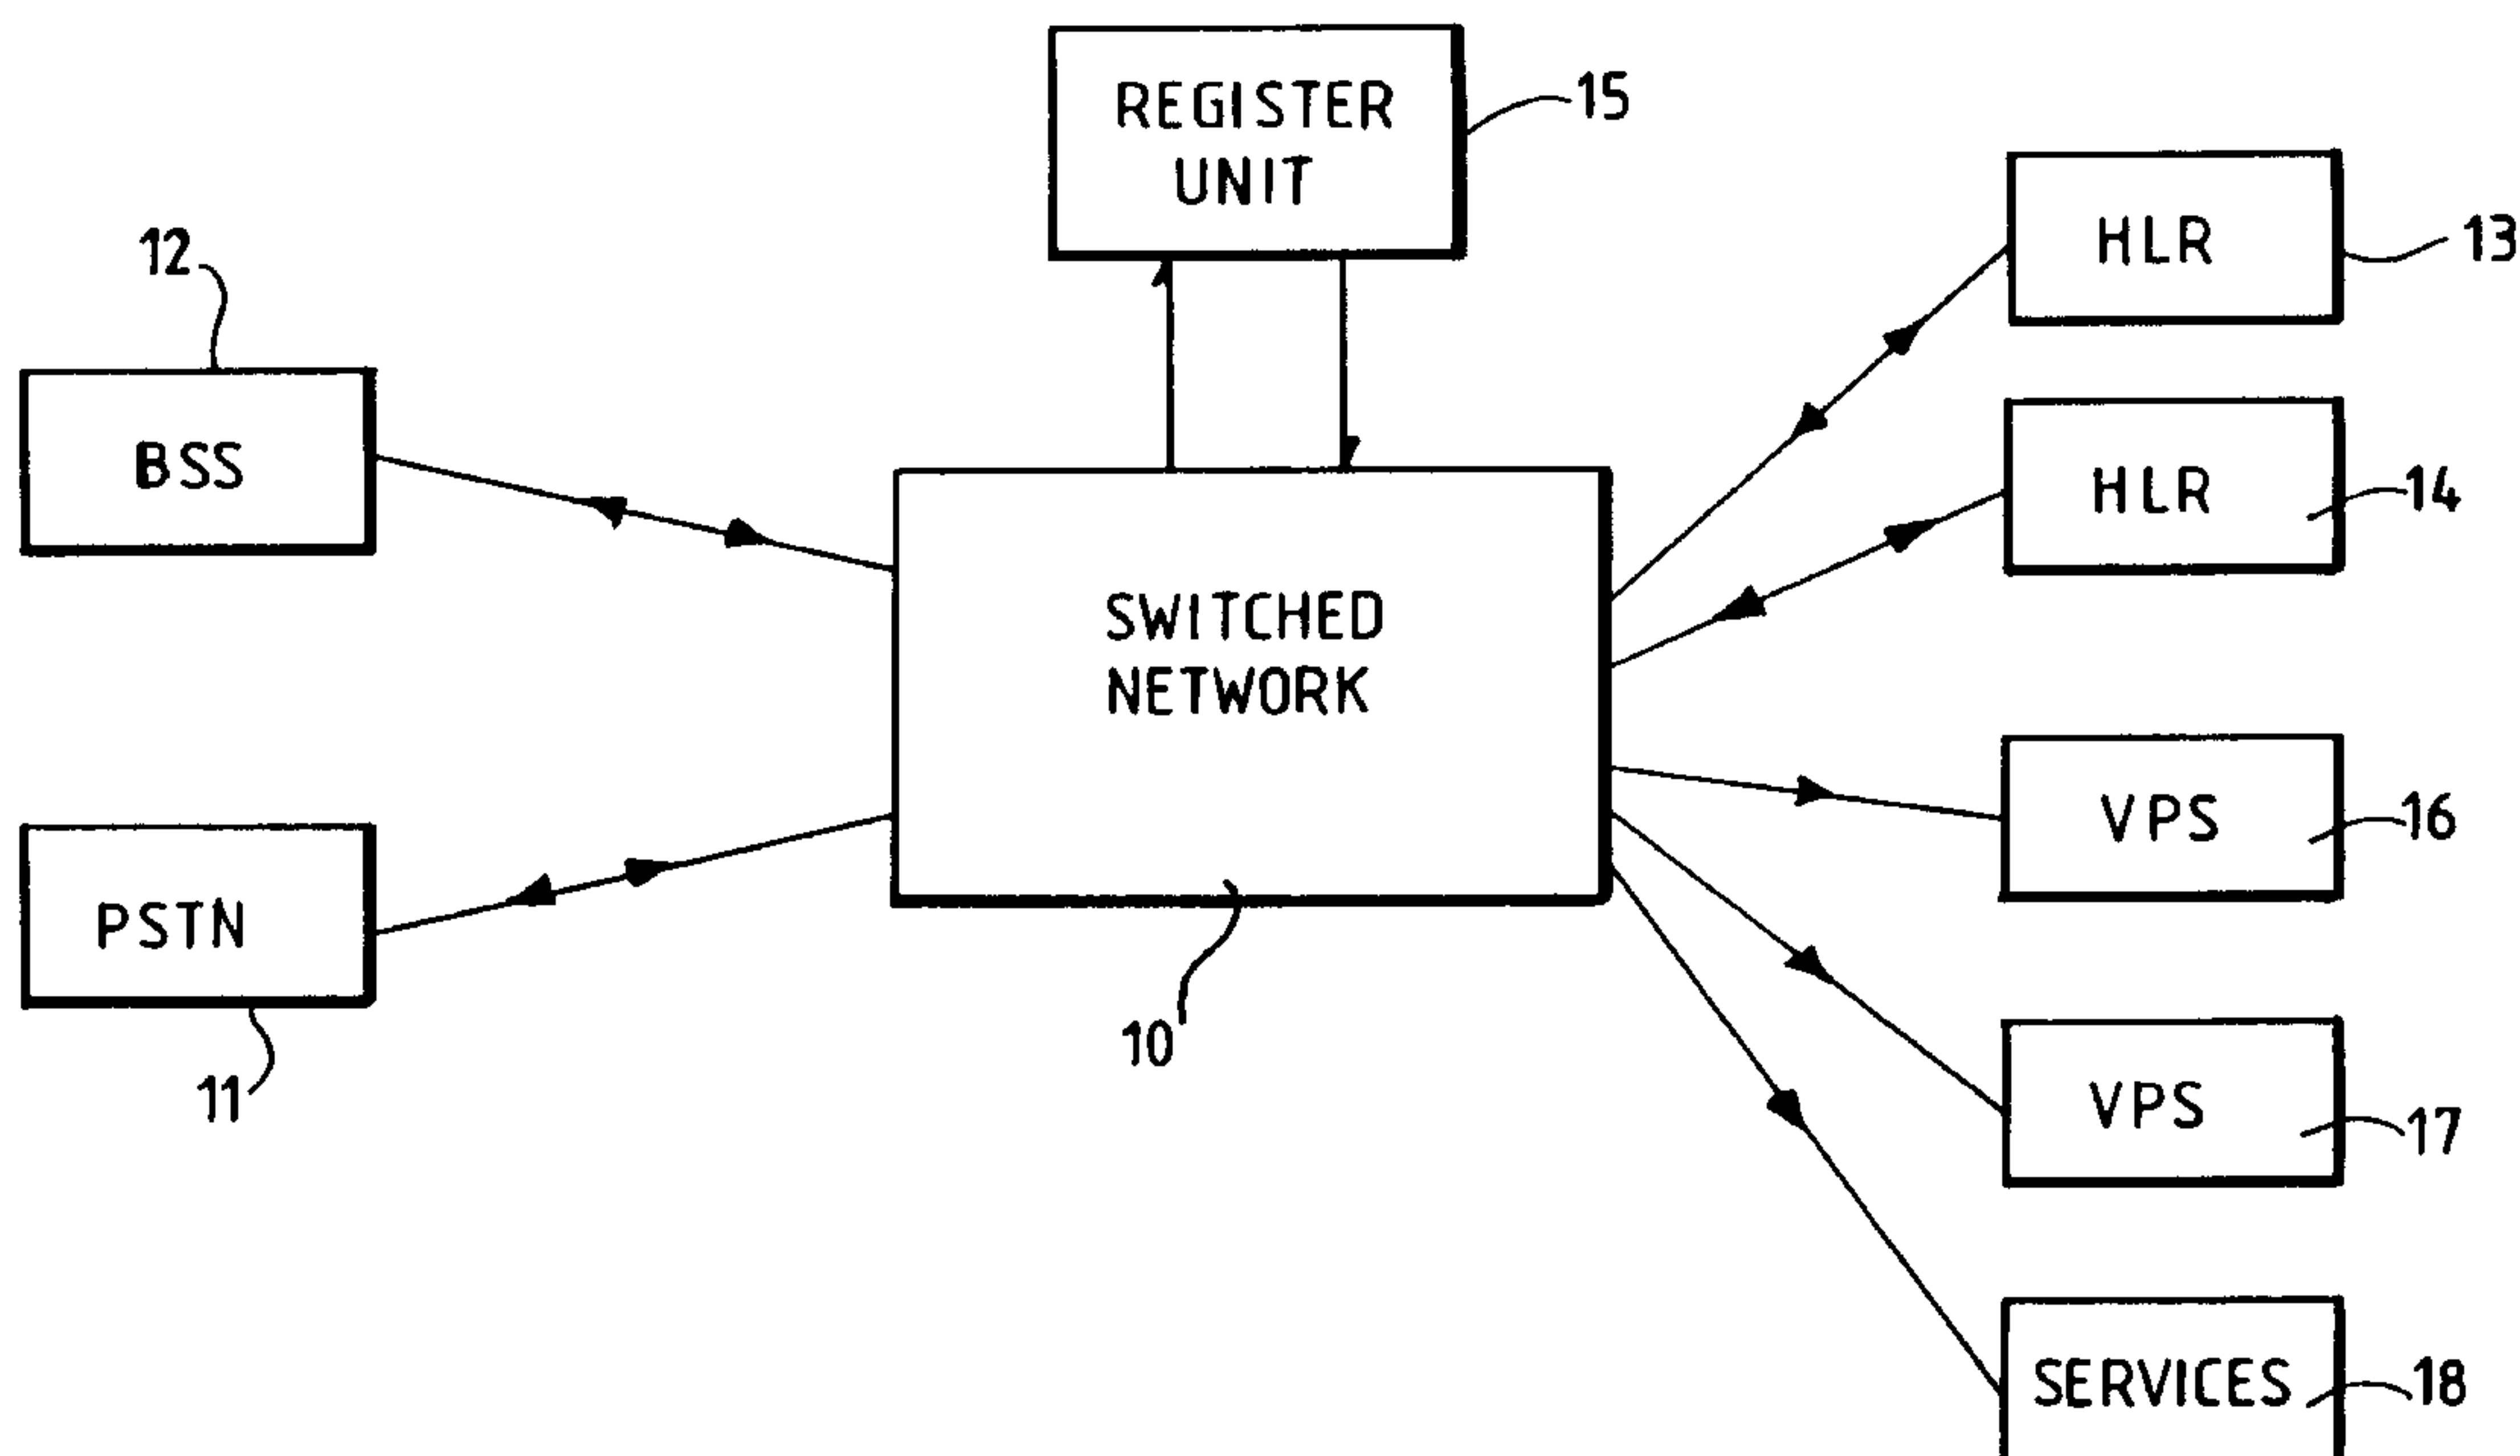 REGISTER
UNIT
15
12
HLR
13
BSS
HLR
14
SWITCHED
NETWORK
VPS
16
PSTN
10
11
VPS
17
SERVICES
18